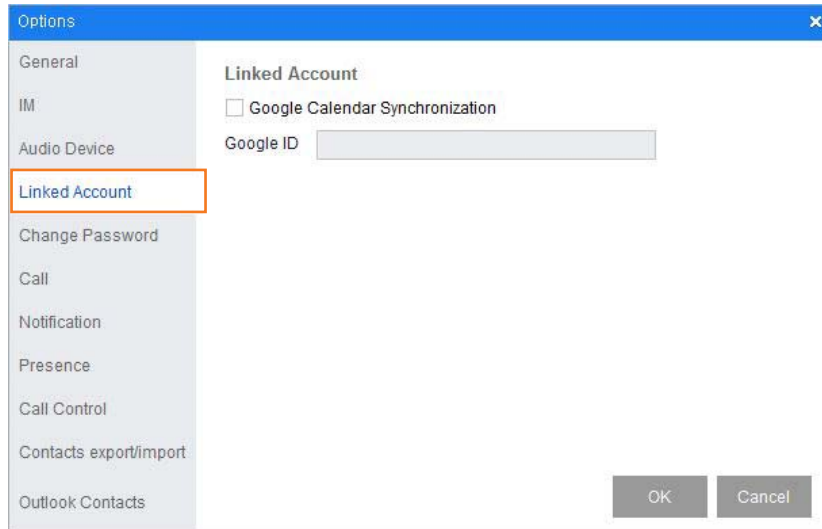 Options
General
IM
Audio Device
Linked Account
Change Password
Call
Notification
Presence
Call Control
Contacts export/import
Outlook Contacts
Linked Account
Google Calendar Synchronization
Google ID
OK
Cancel